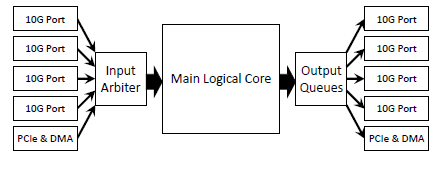 10G Port
10G Port
10G Port
10G Port
PCIe & DMA
Input
Arbiter
Main Logical Core
Output
Queues
10G Port
10G Port
10G Port
10G Port
PCIe & DMA